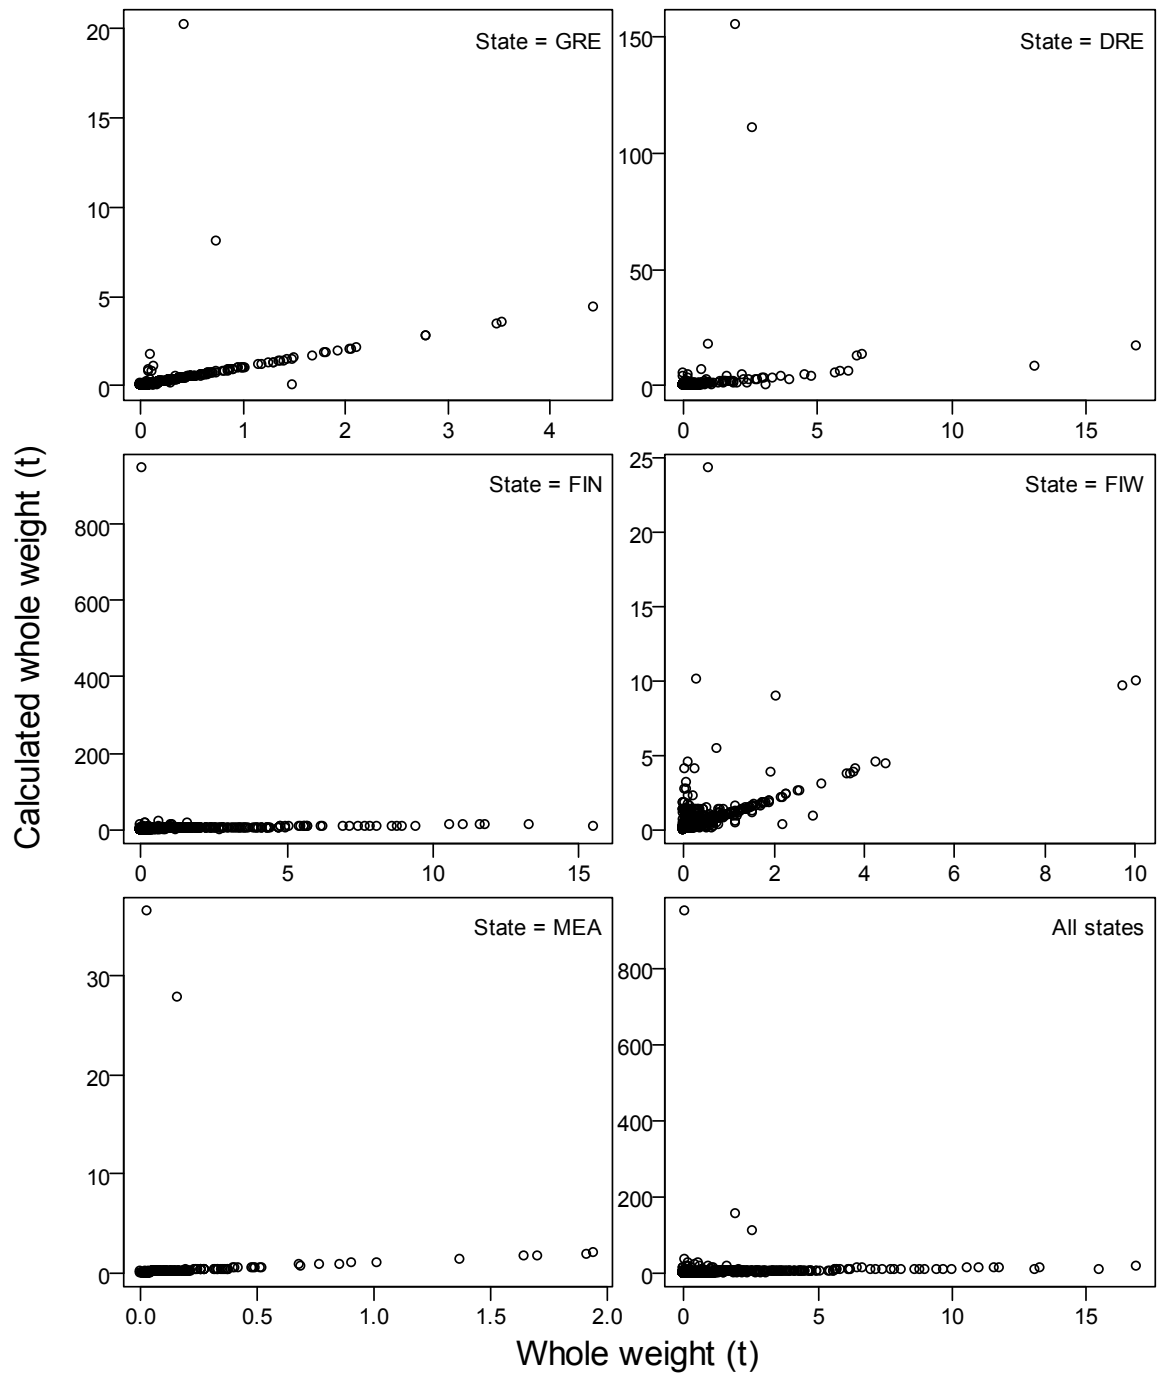 Calculated whole weight (t)
State = GRE
20
15
10
5
0
0 1 2 3 4
State = DRE
150
100
50
0
0 5 10 15
State = FIN
800
600
400
200
0
0 5 10 15
State = FIW
25
20
15
10
5
0
0 2 4 6 8 10
State = MEA
30
20
10
0
0.0 0.5 1.0 1.5 2.0
All states
800
600
400
200
0
0 5 10 15
Whole weight (t)